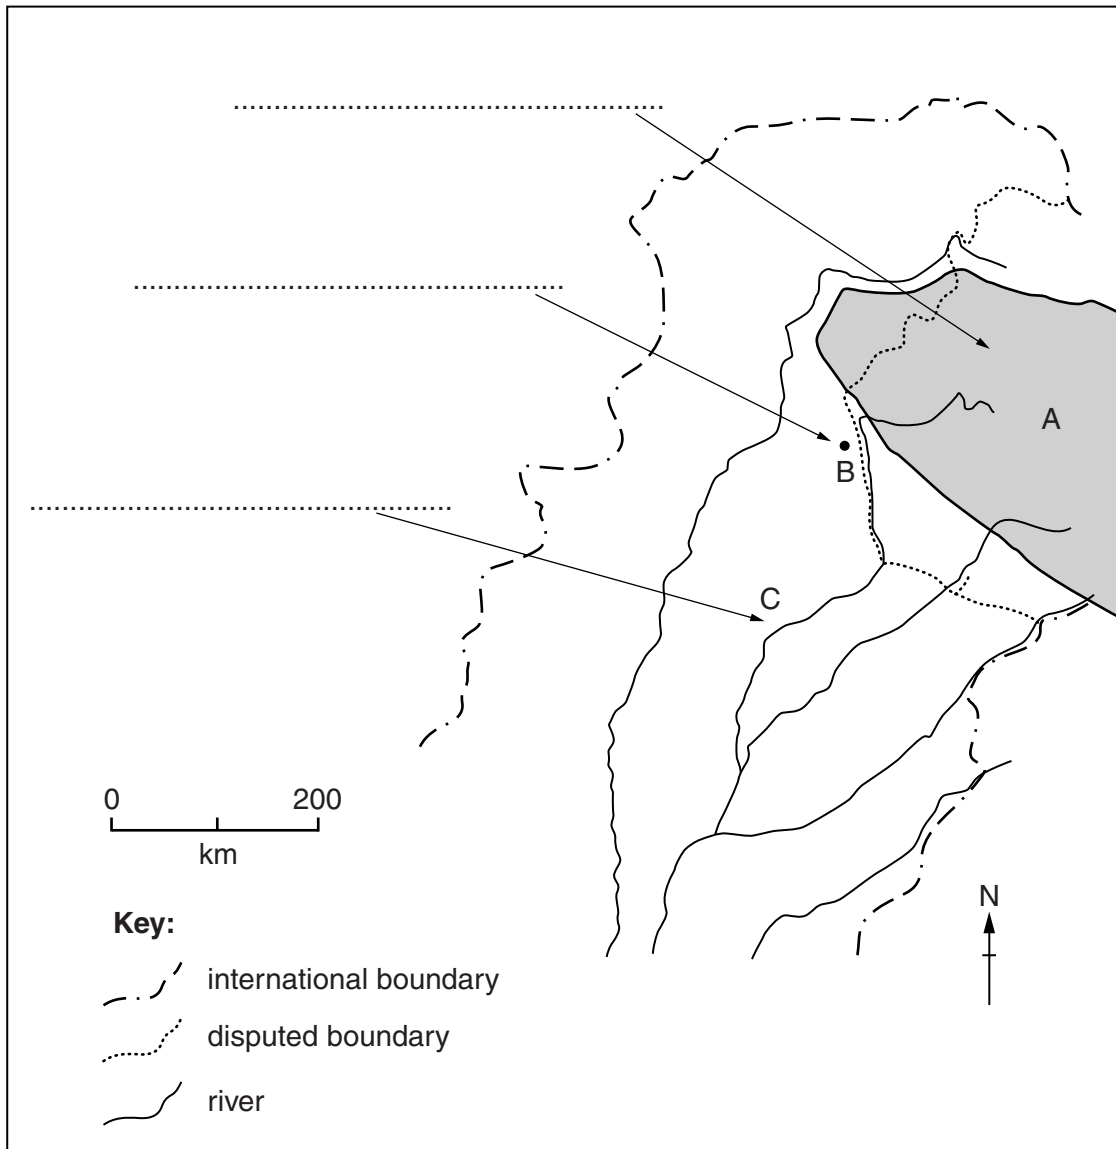 A
B
C
0 200
km
N
Key:
international boundary
disputed boundary
river